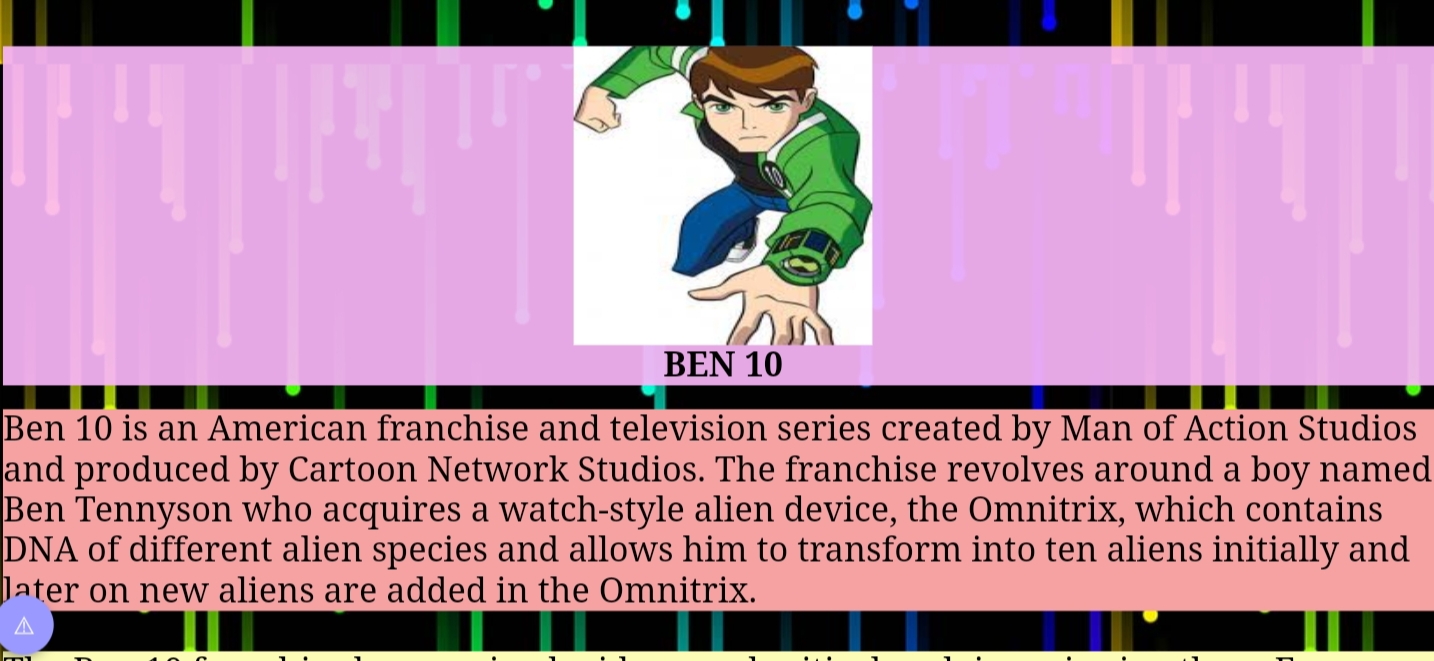 BEN 10
Ben 10 is an American franchise and television series created by Man of Action Studios
and produced by Cartoon Network Studios. The franchise revolves around a boy named
Ben Tennyson who acquires a watch-style alien device, the Omnitrix, which contains
DNA of different alien species and allows him to transform into ten aliens initially and
later on new aliens are added in the Omnitrix.